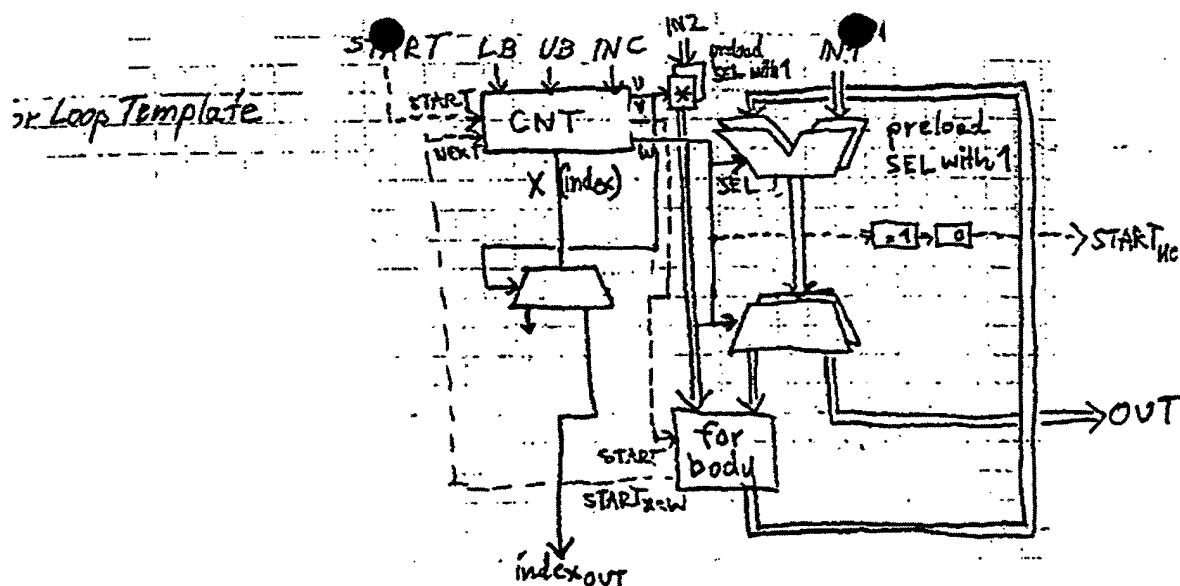 START LB UB INC
IN2
preload
SEL with 1
IN1
or Loop Template
START
CNT
U
V
NEXT
W
*
preload
SEL with 1
X (index)
SEL
=1
0
for
body
START
OUT
index OUT